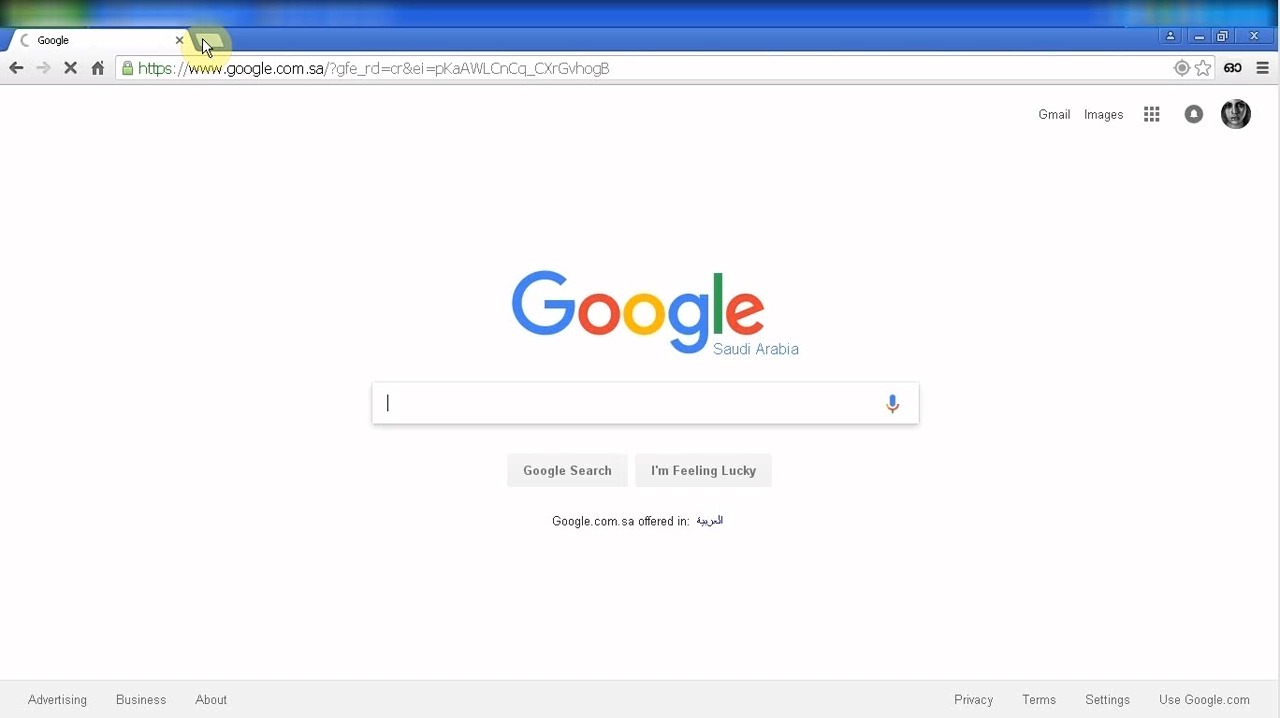 Google
https://www.google.com.sa/?gfe_rd=cr&ei=pKaAWLCnCq_CXrGvhogB
Gmail Images
Google
Saudi Arabia
Google Search I'm Feeling Lucky
Google.com.sa offered in: العربية
Advertising Business About Privacy Terms Settings Use Google.com